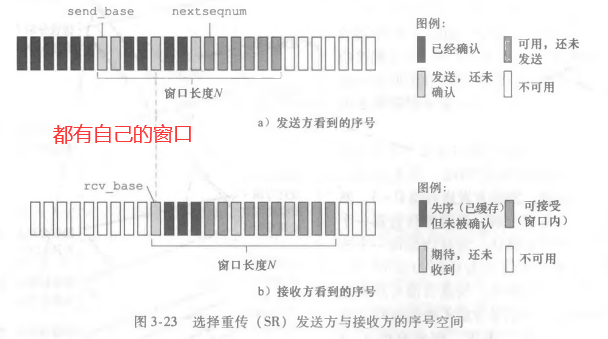 send_base
nextseqnum
图例:
已经确认
可用，还未
发送
发送，还未
确认
不可用
窗口长度N
a）发送方看到的序号
都有自己的窗口
rcv_base
图例:
失序（已缓存）
但未被确认
可接受
（窗口内）
期待，还未
收到
不可用
窗口长度N
b）接收方看到的序号
图 3-23 选择重传（SR）发送方与接收方的序号空间